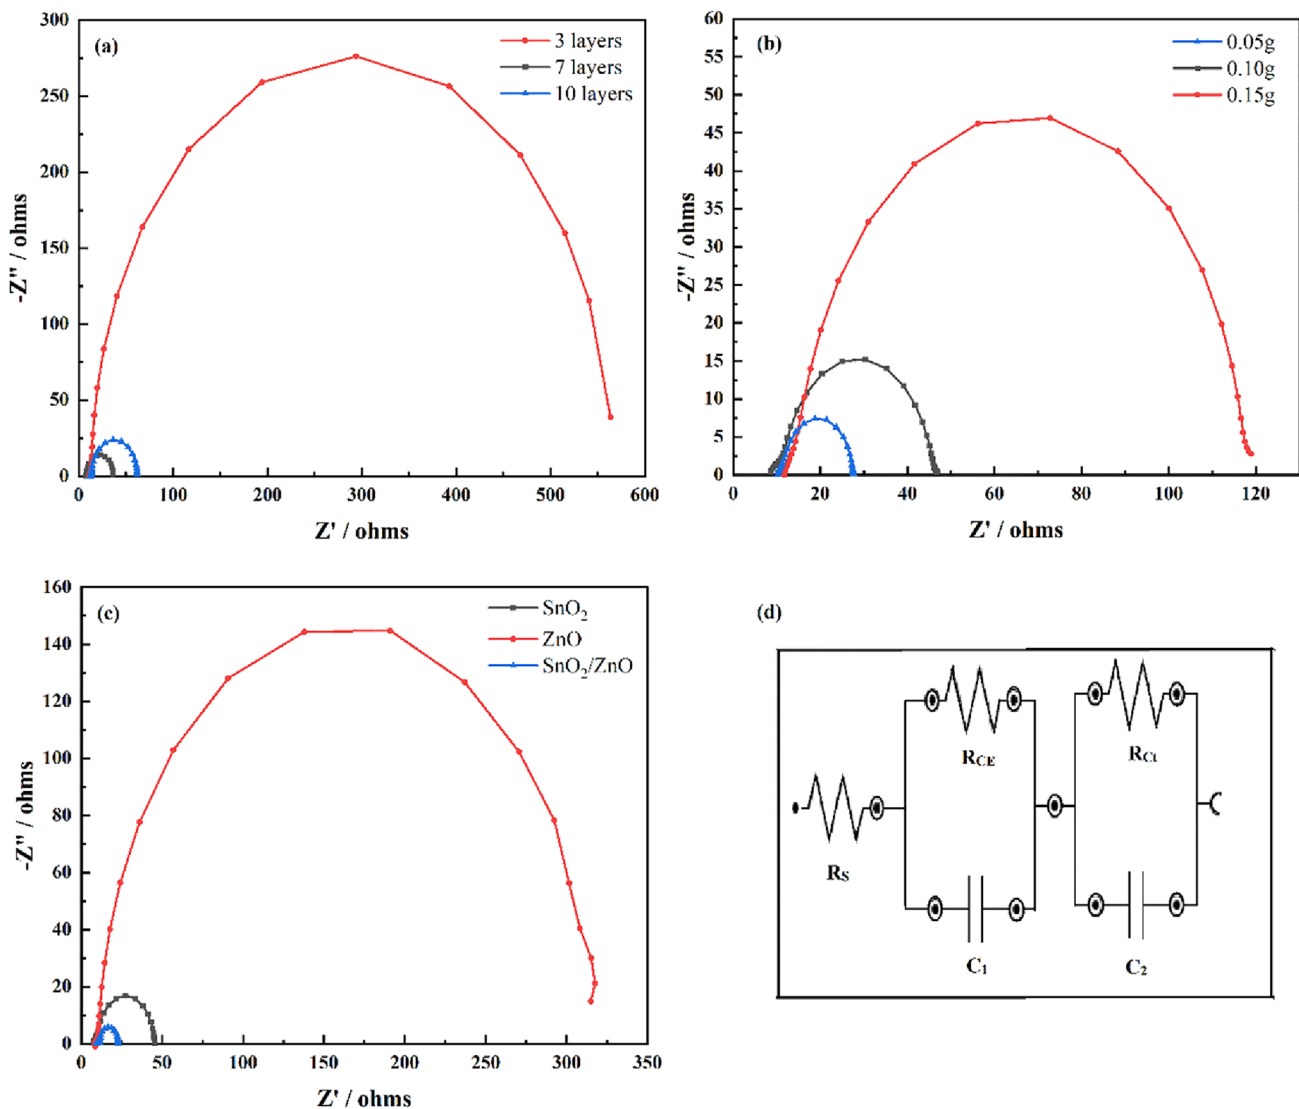 (a)
3 layers
7 layers
10 layers
300
250
200
150
100
50
0
-Z'' / ohms
0 100 200 300 400 500 600
Z' / ohms
(b)
0.05g
0.10g
0.15g
60
55
50
45
40
35
30
25
20
15
10
5
0
-Z'' / ohms
0 20 40 60 80 100 120
Z' / ohms
(c)
SnO₂
ZnO
SnO₂/ZnO
160
140
120
100
80
60
40
20
0
-Z'' / ohms
0 50 100 150 200 250 300 350
Z' / ohms
(d)
R_CE
R_Ct
R_S
C₁
C₂